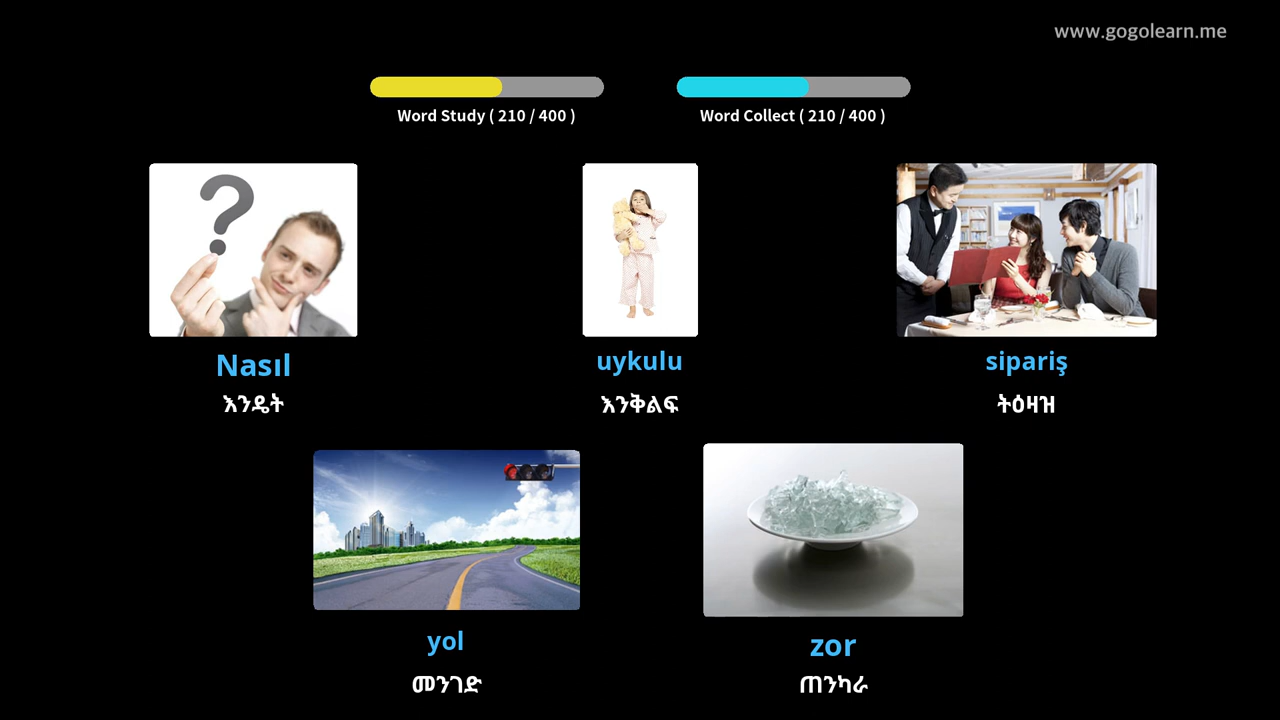 www.gogolearn.me
Word Study ( 210 / 400 )
Word Collect ( 210 / 400 )
?
Nasıl
እንዴት
uykulu
እንቅልፍ
sipariş
ትዕዛዝ
yol
መንገድ
zor
ጠንካራ